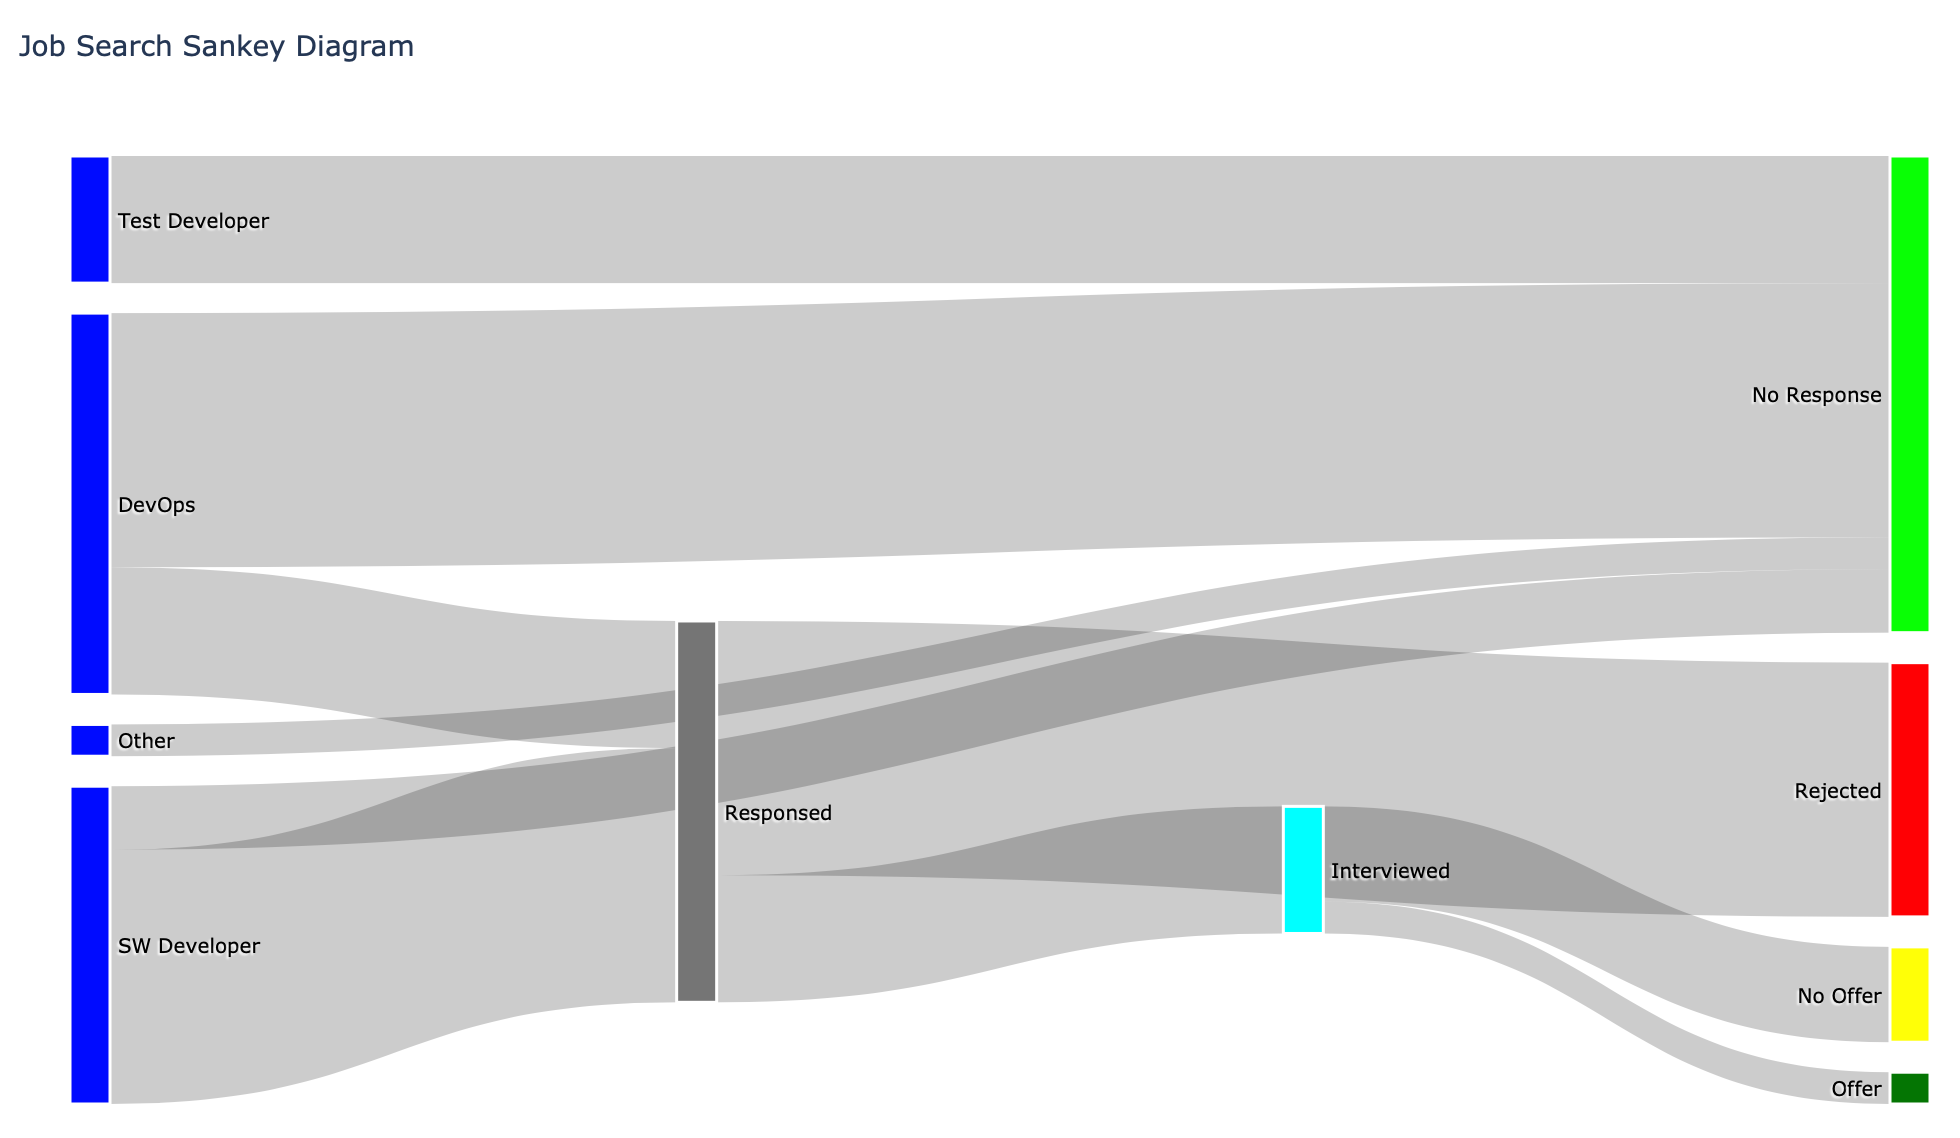 Job Search Sankey Diagram
Test Developer
No Response
DevOps
Other
Rejected
Responsed
Interviewed
SW Developer
No Offer
Offer